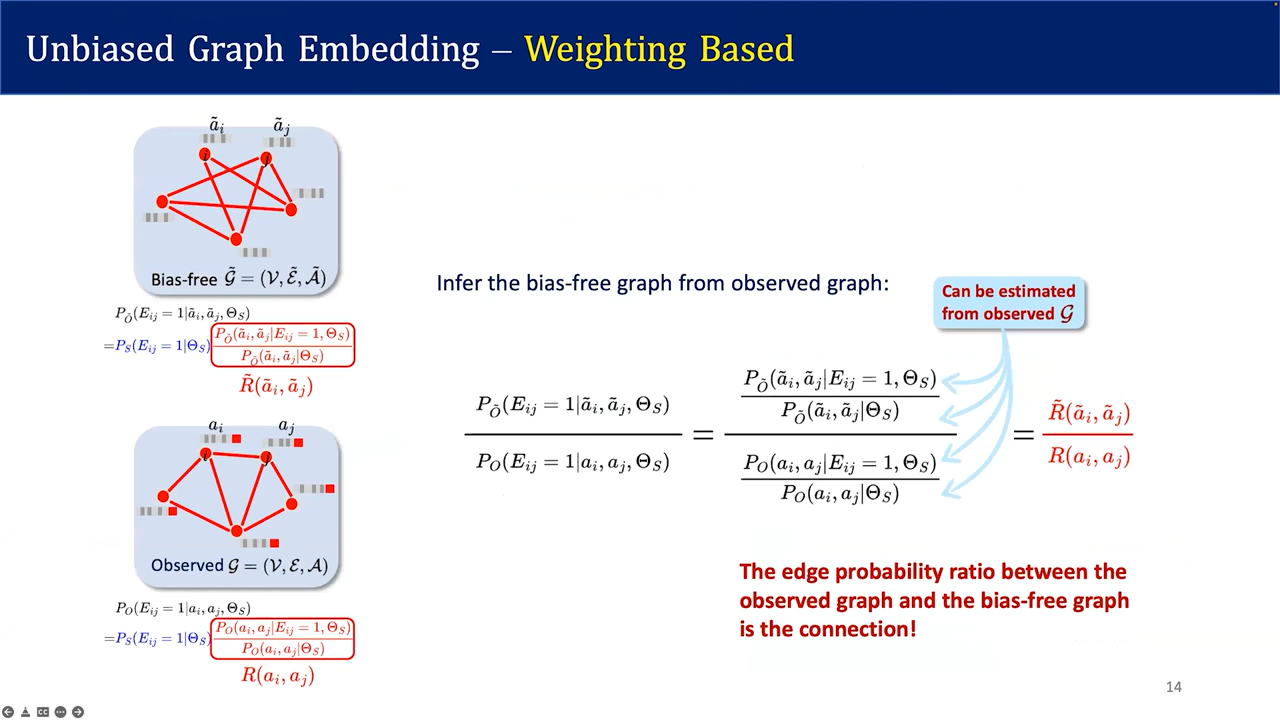 Unbiased Graph Embedding – Weighting Based
ã_i ã_j
i j
Bias-free 𝒢̃ = (𝒱, ℰ̃, 𝒜̃)
P_Õ(E_ij = 1|ã_i, ã_j, Θ_S)
=P_S(E_ij = 1|Θ_S) P_Õ(ã_i, ã_j|E_ij = 1, Θ_S)
P_Õ(ã_i, ã_j|Θ_S)
R̃(ã_i, ã_j)
a_i a_j
i j
Observed 𝒢 = (𝒱, ℰ, 𝒜)
P_O(E_ij = 1|a_i, a_j, Θ_S)
=P_S(E_ij = 1|Θ_S) P_O(a_i, a_j|E_ij = 1, Θ_S)
P_O(a_i, a_j|Θ_S)
R(a_i, a_j)
Infer the bias-free graph from observed graph:
Can be estimated
from observed 𝒢
P_Õ(E_ij = 1|ã_i, ã_j, Θ_S)
P_O(E_ij = 1|a_i, a_j, Θ_S)
=
P_Õ(ã_i, ã_j|E_ij = 1, Θ_S)
P_Õ(ã_i, ã_j|Θ_S)
P_O(a_i, a_j|E_ij = 1, Θ_S)
P_O(a_i, a_j|Θ_S)
=
R̃(ã_i, ã_j)
R(a_i, a_j)
The edge probability ratio between the
observed graph and the bias-free graph
is the connection!
14